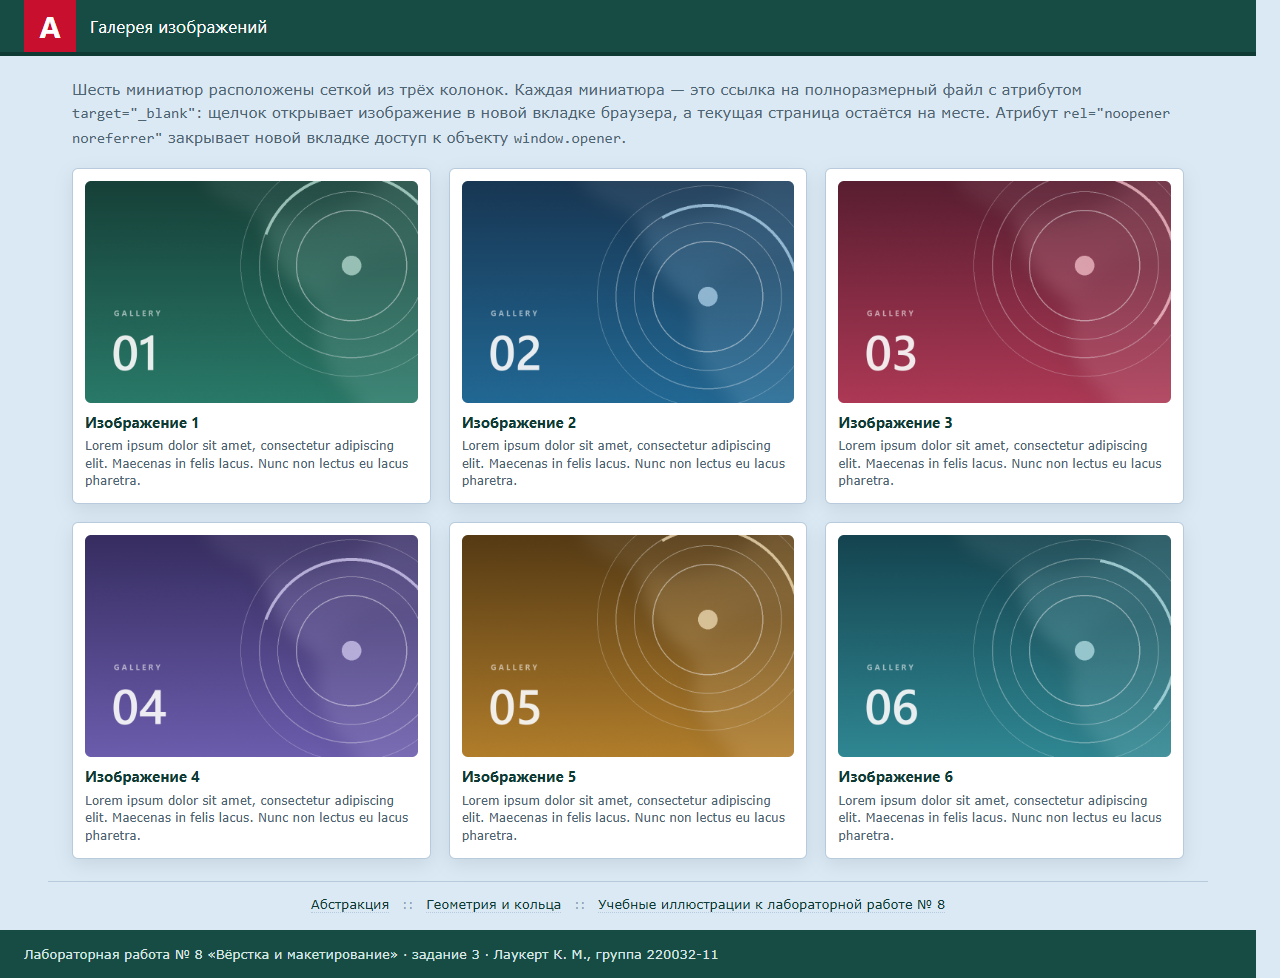 A
Галерея изображений
Шесть миниатюр расположены сеткой из трёх колонок. Каждая миниатюра — это ссылка на полноразмерный файл с атрибутом
target="_blank": щелчок открывает изображение в новой вкладке браузера, а текущая страница остаётся на месте. Атрибут rel="noopener
noreferrer" закрывает новой вкладке доступ к объекту window.opener.
GALLERY
01
Изображение 1
Lorem ipsum dolor sit amet, consectetur adipiscing
elit. Maecenas in felis lacus. Nunc non lectus eu lacus
pharetra.
GALLERY
02
Изображение 2
Lorem ipsum dolor sit amet, consectetur adipiscing
elit. Maecenas in felis lacus. Nunc non lectus eu lacus
pharetra.
GALLERY
03
Изображение 3
Lorem ipsum dolor sit amet, consectetur adipiscing
elit. Maecenas in felis lacus. Nunc non lectus eu lacus
pharetra.
GALLERY
04
Изображение 4
Lorem ipsum dolor sit amet, consectetur adipiscing
elit. Maecenas in felis lacus. Nunc non lectus eu lacus
pharetra.
GALLERY
05
Изображение 5
Lorem ipsum dolor sit amet, consectetur adipiscing
elit. Maecenas in felis lacus. Nunc non lectus eu lacus
pharetra.
GALLERY
06
Изображение 6
Lorem ipsum dolor sit amet, consectetur adipiscing
elit. Maecenas in felis lacus. Nunc non lectus eu lacus
pharetra.
Абстракция :: Геометрия и кольца :: Учебные иллюстрации к лабораторной работе № 8
Лабораторная работа № 8 «Вёрстка и макетирование» · задание 3 · Лаукерт К. М., группа 220032-11